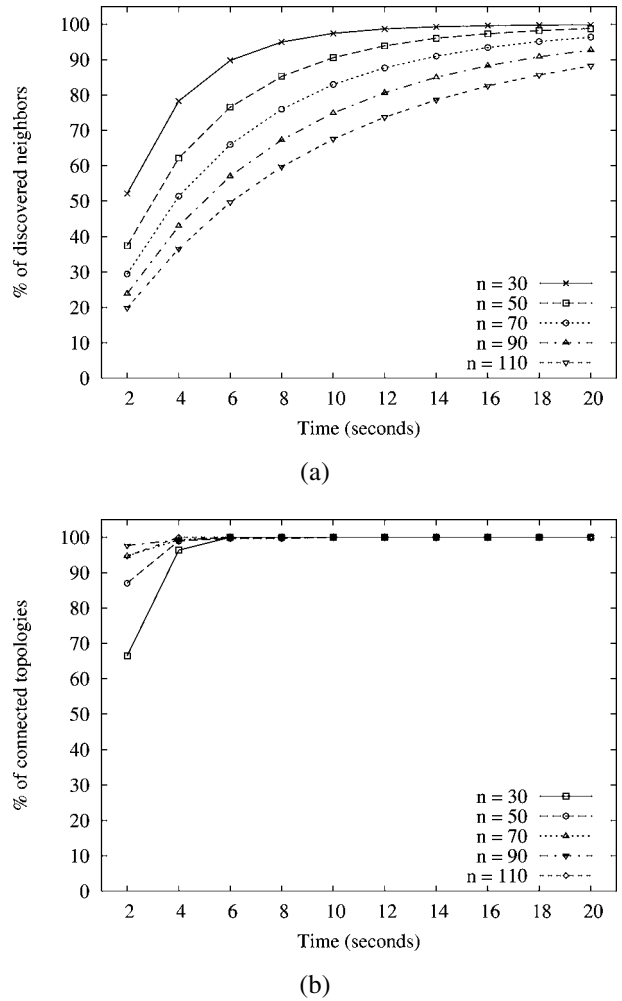 100
90
80
70
60
50
40
30
20
10
0
% of discovered neighbors
n = 30
n = 50
n = 70
n = 90
n = 110
2 4 6 8 10 12 14 16 18 20
Time (seconds)
(a)
100
90
80
70
60
50
40
30
20
10
0
% of connected topologies
n = 30
n = 50
n = 70
n = 90
n = 110
2 4 6 8 10 12 14 16 18 20
Time (seconds)
(b)